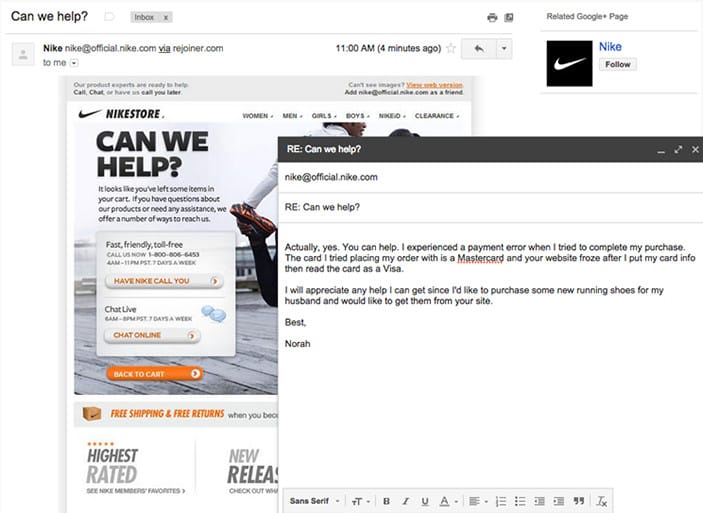 Can we help?
Inbox x
Related Google+ Page
Nike nike@official.nike.com via rejoiner.com
11:00 AM (4 minutes ago)
to me
Nike
Follow
Our product experts are ready to help.
Call, Chat, or have us call you later.
Can't see images? View web version.
Add nike@official.nike.com as a friend.
NIKESTORE
WOMEN MEN GIRLS BOYS NIKEiD CLEARANCE
CAN WE
HELP?
It looks like you've left some items in
your cart. If you have questions about
our products or need any assistance, we
offer a number of ways to reach us.
Fast, friendly, toll-free
CALL US NOW 1-800-806-6453
4AM – 11PM PST, 7 DAYS A WEEK
HAVE NIKE CALL YOU
Chat Live
6AM – 8PM PST, 7 DAYS A WEEK
CHAT ONLINE
BACK TO CART
FREE SHIPPING & FREE RETURNS when you beco
HIGHEST
RATED
SEE NIKE MEMBERS' FAVORITES
NEW
RELEAS
CHECK OUT WHA
RE: Can we help?
nike@official.nike.com
RE: Can we help?
Actually, yes. You can help. I experienced a payment error when I tried to complete my purchase.
The card I tried placing my order with is a Mastercard and your website froze after I put my card info
then read the card as a Visa.
I will appreciate any help I can get since I'd like to purchase some new running shoes for my
husband and would like to get them from your site.
Best,
Norah
Sans Serif